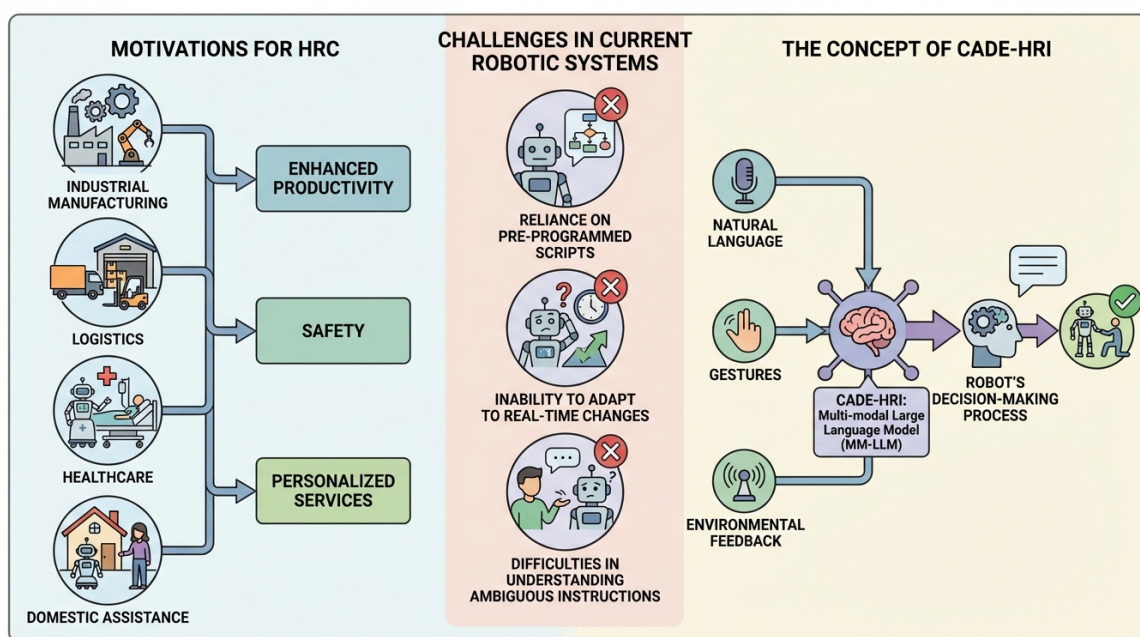 MOTIVATIONS FOR HRC
INDUSTRIAL
MANUFACTURING
LOGISTICS
HEALTHCARE
DOMESTIC ASSISTANCE
ENHANCED
PRODUCTIVITY
SAFETY
PERSONALIZED
SERVICES
CHALLENGES IN CURRENT
ROBOTIC SYSTEMS
RELIANCE ON
PRE-PROGRAMMED
SCRIPTS
?
INABILITY TO ADAPT
TO REAL-TIME CHANGES
?
DIFFICULTIES IN
UNDERSTANDING
AMBIGUOUS INSTRUCTIONS
THE CONCEPT OF CADE-HRI
NATURAL
LANGUAGE
GESTURES
ENVIRONMENTAL
FEEDBACK
CADE-HRI:
Multi-modal Large
Language Model
(MM-LLM)
ROBOT'S
DECISION-MAKING
PROCESS